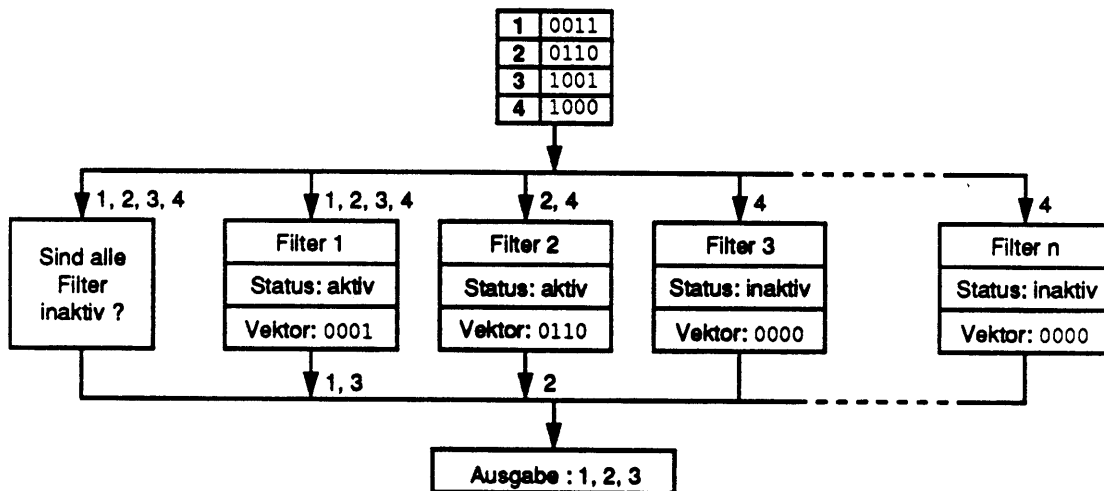 1 0011
2 0110
3 1001
4 1000
1, 2, 3, 4
1, 2, 3, 4
2, 4
4
4
Sind alle
Filter
inaktiv ?
Filter 1
Status: aktiv
Vektor: 0001
Filter 2
Status: aktiv
Vektor: 0110
Filter 3
Status: inaktiv
Vektor: 0000
Filter n
Status: inaktiv
Vektor: 0000
1, 3
2
Ausgabe : 1, 2, 3